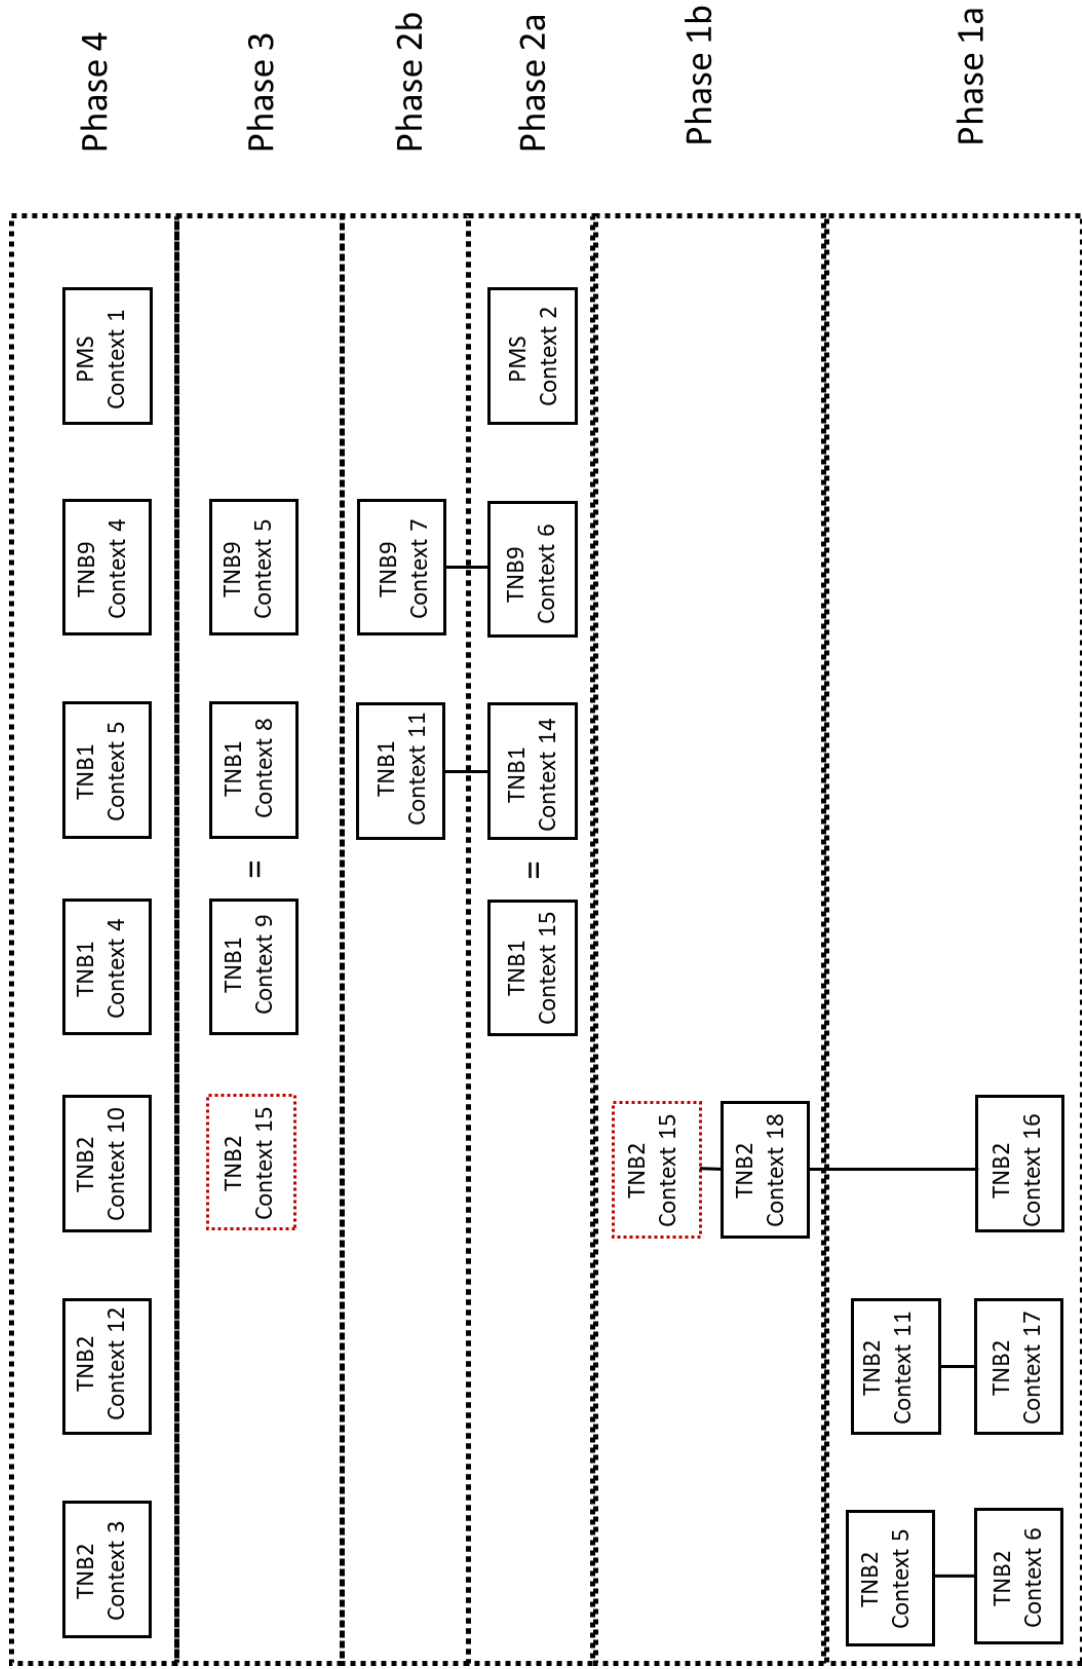 Phase 4
TNB2
Context 3
TNB2
Context 12
TNB2
Context 10
TNB1
Context 4
TNB1
Context 5
TNB9
Context 4
PMS
Context 1
Phase 3
TNB2
Context 15
TNB1
Context 9
=
TNB1
Context 8
TNB9
Context 5
Phase 2b
TNB1
Context 11
TNB9
Context 7
Phase 2a
TNB1
Context 15
=
TNB1
Context 14
TNB9
Context 6
PMS
Context 2
Phase 1b
TNB2
Context 15
TNB2
Context 18
Phase 1a
TNB2
Context 5
TNB2
Context 11
TNB2
Context 6
TNB2
Context 17
TNB2
Context 16